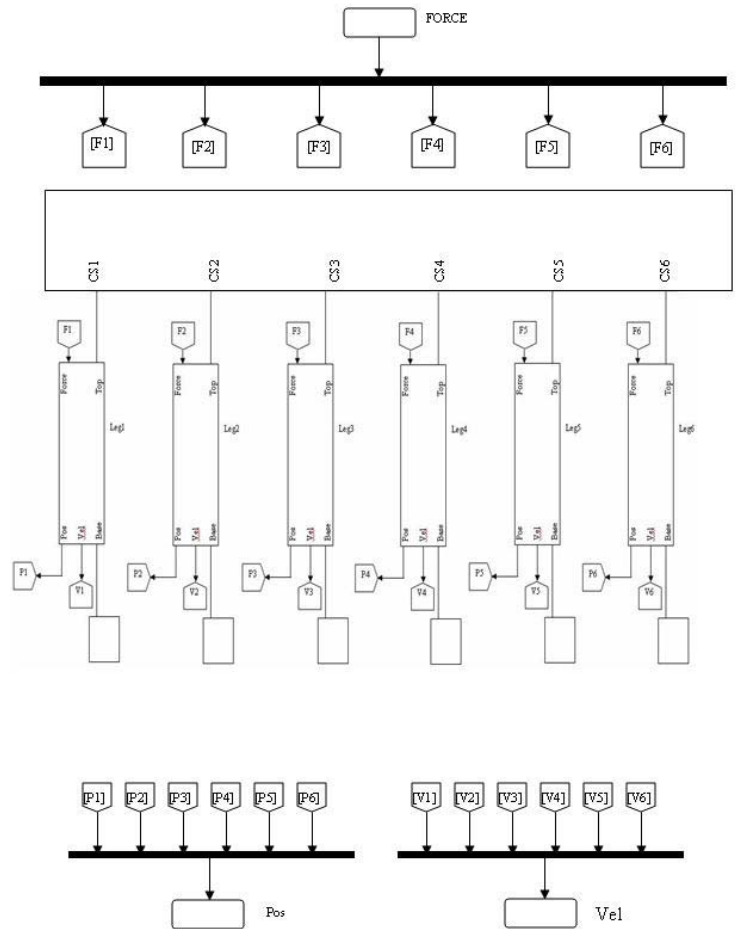 FORCE
[F1] [F2] [F3] [F4] [F5] [F6]
CS1 CS2 CS3 CS4 CS5 CS6
F1 F2 F3 F4 F5 F6
Force Top Force Top Force Top Force Top Force Top Force Top
Leg1 Leg2 Leg3 Leg4 Leg5 Leg6
Pos Vel Base Pos Vel Base Pos Vel Base Pos Vel Base Pos Vel Base Pos Vel Base
P1 P2 P3 P4 P5 P6
V1 V2 V3 V4 V5 V6
[P1] [P2] [P3] [P4] [P5] [P6] [V1] [V2] [V3] [V4] [V5] [V6]
Pos Vel